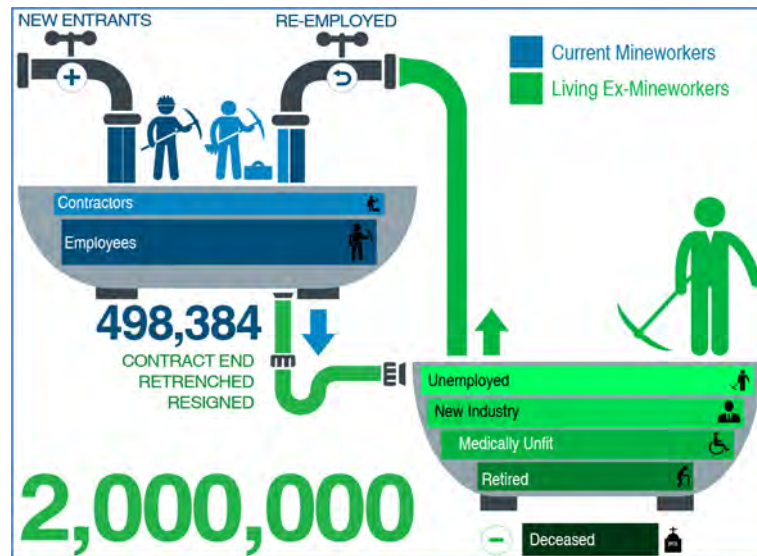 NEW ENTRANTS
RE-EMPLOYED
Current Mineworkers
Living Ex-Mineworkers
Contractors
Employees
498,384
CONTRACT END
RETRENCHED
RESIGNED
Unemployed
New Industry
Medically Unfit
Retired
2,000,000
Deceased